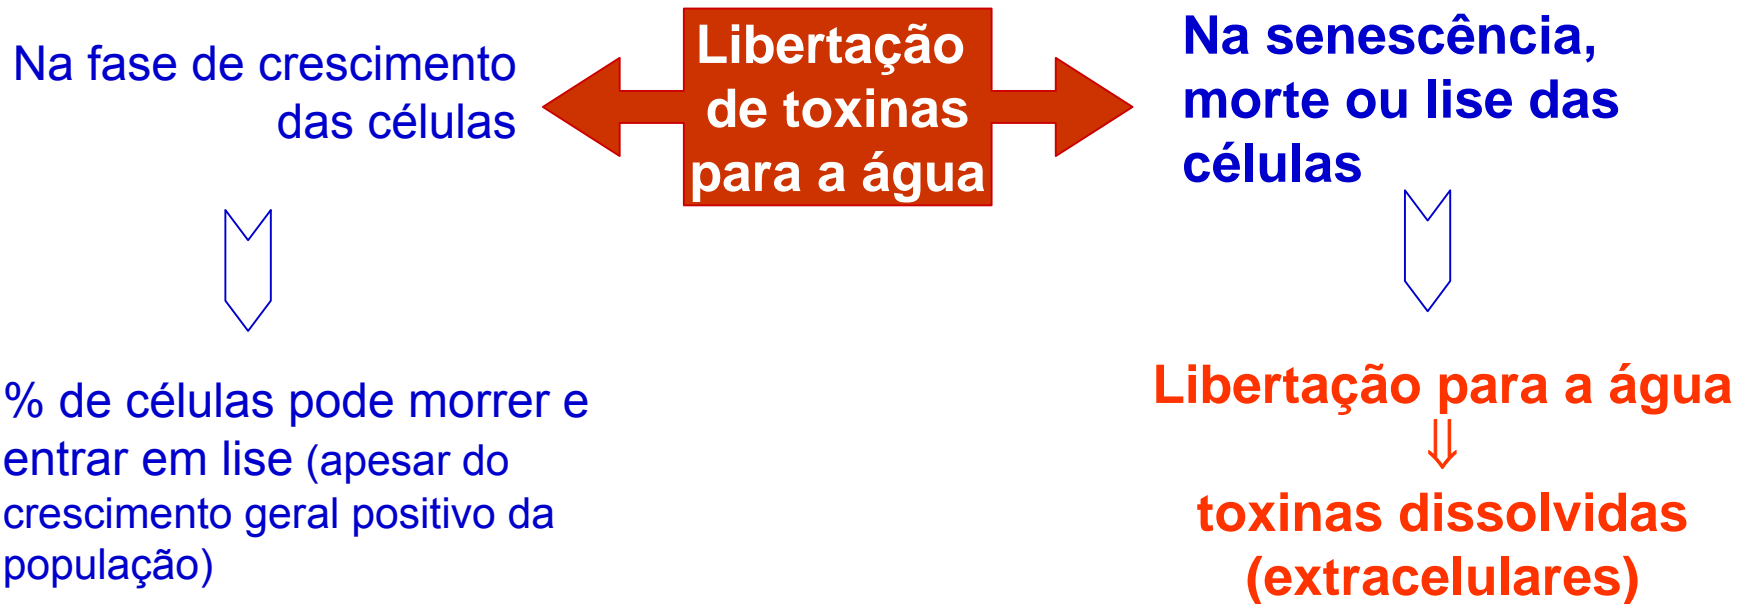 Na fase de crescimento
das células
Libertação
de toxinas
para a água
Na senescência,
morte ou lise das
células
% de células pode morrer e
entrar em lise (apesar do
crescimento geral positivo da
população)
Libertação para a água
⇓
toxinas dissolvidas
(extracelulares)